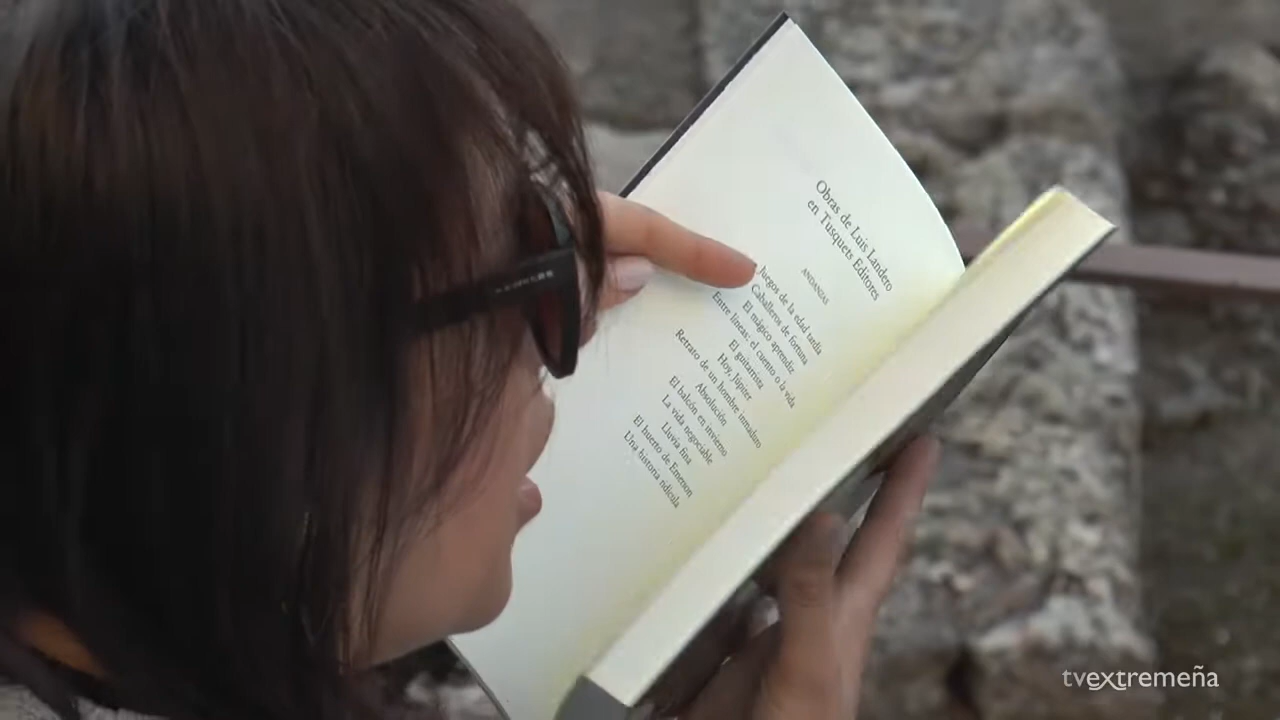 Obras de Luis Landero
en Tusquets Editores
ANDANZAS
Juegos de la edad tardía
Caballeros de fortuna
El mágico aprendiz
Entre líneas: el cuento o la vida
El guitarrista
Hoy, Júpiter
Retrato de un hombre inmaduro
Absolución
El balcón en invierno
La vida negociable
Lluvia fina
El huerto de Emerson
Una historia ridícula
tvextremeña